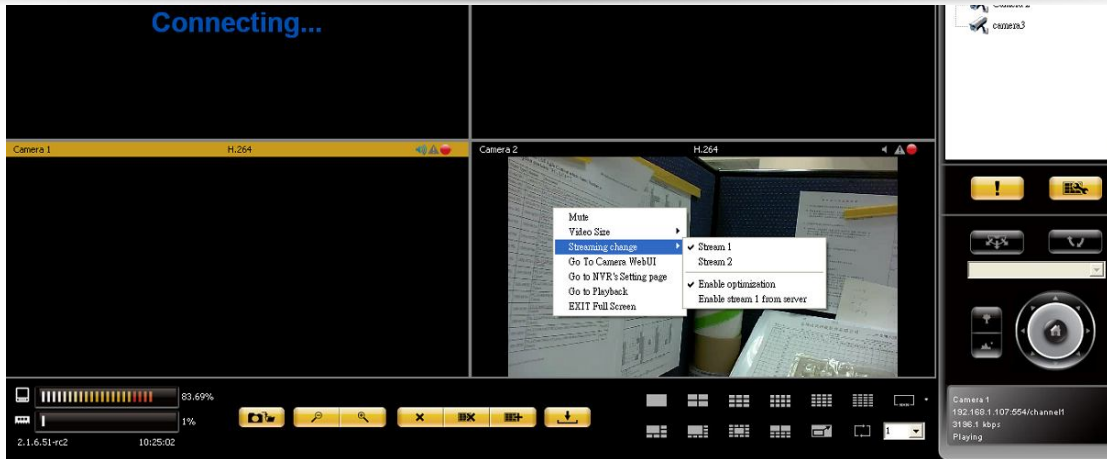 Connecting...
camera3
Camera 1 H.264
Camera 2 H.264
Mute
Video Size
Streaming change
Go To Camera WebUI
Go to NVR's Setting page
Go to Playback
EXIT Full Screen
Stream 1
Stream 2
Enable optimization
Enable stream 1 from server
83.69%
1%
2.1.6.51-rc2 10:25:02
1
Camera 1
192.168.1.107:554/channel1
3196.1 kbps
Playing